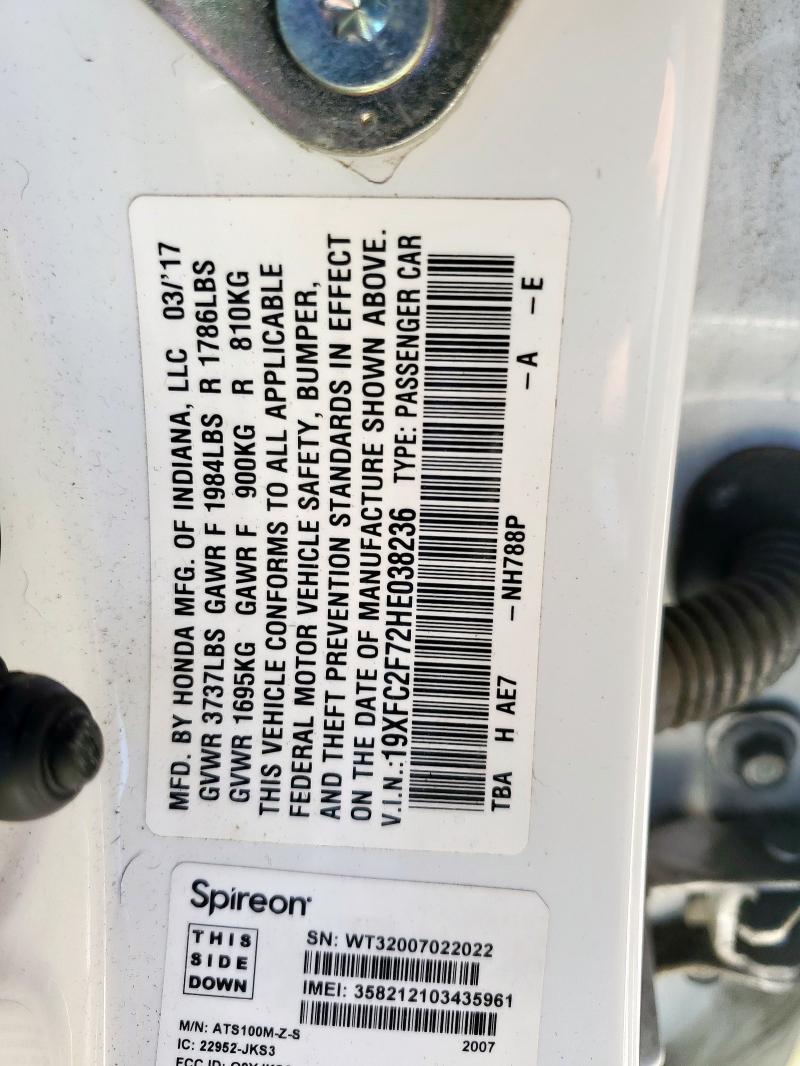 MFD. BY HONDA MFG. OF INDIANA, LLC 03/'17
GVWR 3737LBS GAWR F 1984LBS R 1786LBS
GVWR 1695KG GAWR F 900KG R 810KG
THIS VEHICLE CONFORMS TO ALL APPLICABLE
FEDERAL MOTOR VEHICLE SAFETY, BUMPER,
AND THEFT PREVENTION STANDARDS IN EFFECT
ON THE DATE OF MANUFACTURE SHOWN ABOVE.
V.I.N.:19XFC2F72HE038236 TYPE: PASSENGER CAR
TBA H AE7 –NH788P –A –E
Spireon
THIS
SIDE
DOWN
SN: WT32007022022
IMEI: 358212103435961
2007
M/N: ATS100M-Z-S
IC: 22952-JKS3
FCC ID: